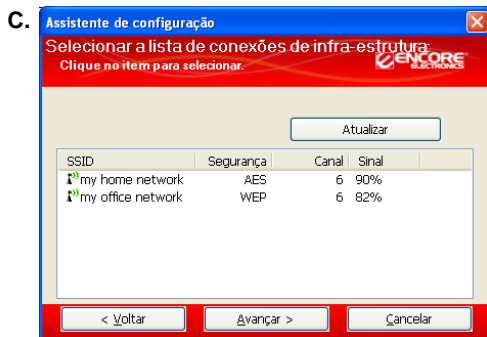 C.
Assistente de configuração
Selecionar a lista de conexões de infra-estrutura:
Clique no item para selecionar.
ENCORE
ELECTRONICS
Atualizar
SSID Segurança Canal Sinal
my home network AES 6 90%
my office network WEP 6 82%
< Voltar Avançar > Cancelar